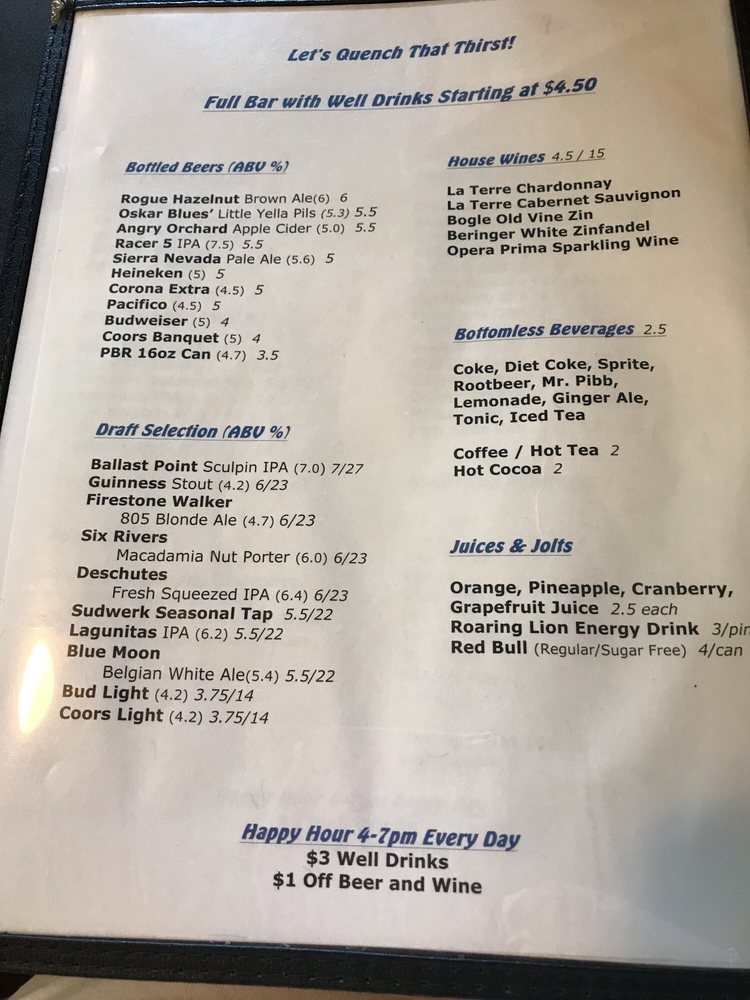 Let's Quench That Thirst!
Full Bar with Well Drinks Starting at $4.50
Bottled Beers (ABV %)
Rogue Hazelnut Brown Ale(6) 6
Oskar Blues' Little Yella Pils (5.3) 5.5
Angry Orchard Apple Cider (5.0) 5.5
Racer 5 IPA (7.5) 5.5
Sierra Nevada Pale Ale (5.6) 5
Heineken (5) 5
Corona Extra (4.5) 5
Pacifico (4.5) 5
Budweiser (5) 4
Coors Banquet (5) 4
PBR 16oz Can (4.7) 3.5
Draft Selection (ABV %)
Ballast Point Sculpin IPA (7.0) 7/27
Guinness Stout (4.2) 6/23
Firestone Walker
805 Blonde Ale (4.7) 6/23
Six Rivers
Macadamia Nut Porter (6.0) 6/23
Deschutes
Fresh Squeezed IPA (6.4) 6/23
Sudwerk Seasonal Tap 5.5/22
Lagunitas IPA (6.2) 5.5/22
Blue Moon
Belgian White Ale(5.4) 5.5/22
Bud Light (4.2) 3.75/14
Coors Light (4.2) 3.75/14
House Wines 4.5 / 15
La Terre Chardonnay
La Terre Cabernet Sauvignon
Bogle Old Vine Zin
Beringer White Zinfandel
Opera Prima Sparkling Wine
Bottomless Beverages 2.5
Coke, Diet Coke, Sprite,
Rootbeer, Mr. Pibb,
Lemonade, Ginger Ale,
Tonic, Iced Tea
Coffee / Hot Tea 2
Hot Cocoa 2
Juices & Jolts
Orange, Pineapple, Cranberry,
Grapefruit Juice 2.5 each
Roaring Lion Energy Drink 3/pin
Red Bull (Regular/Sugar Free) 4/can
Happy Hour 4-7pm Every Day
$3 Well Drinks
$1 Off Beer and Wine